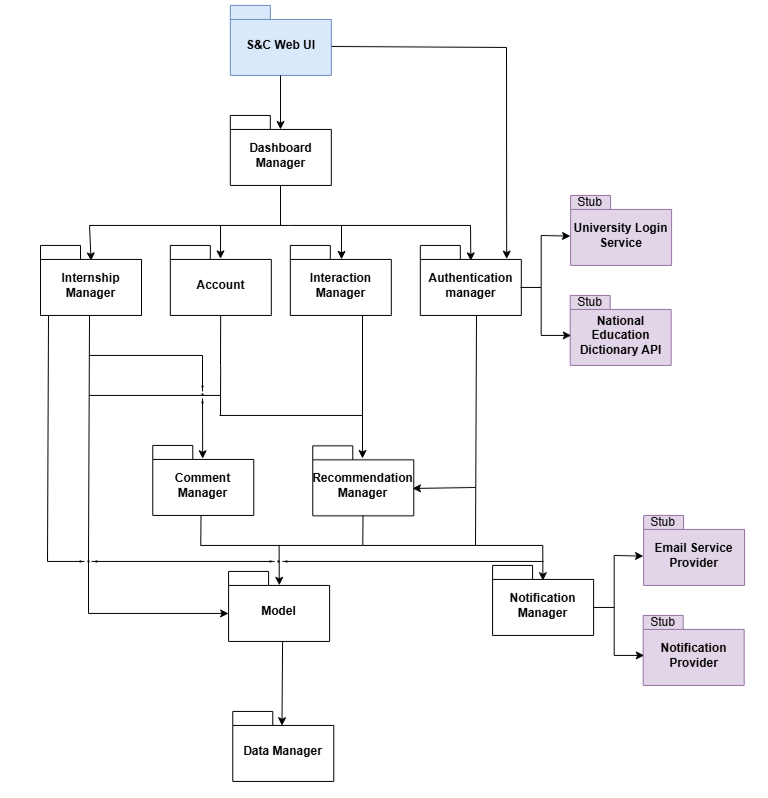 S&C Web UI
Dashboard
Manager
Stub
University Login
Service
Internship
Manager
Account
Interaction
Manager
Authentication
manager
Stub
National
Education
Dictionary API
Comment
Manager
Recommendation
Manager
Stub
Email Service
Provider
Model
Notification
Manager
Stub
Notification
Provider
Data Manager